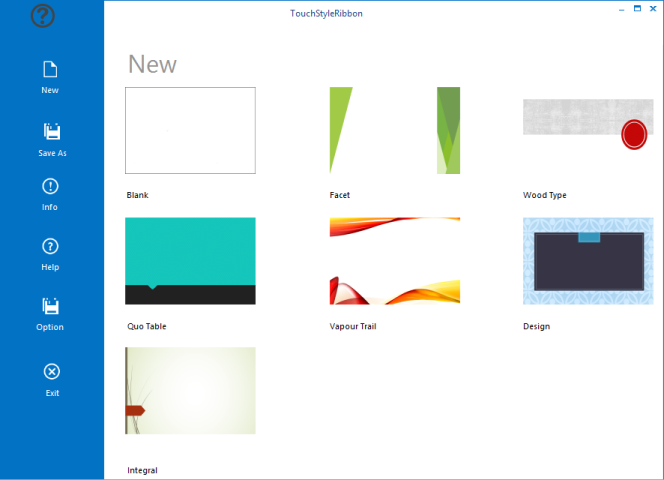 TouchStyleRibbon
New
New
Save As
Info
Help
Option
Exit
Blank
Facet
Wood Type
Quo Table
Vapour Trail
Design
Integral